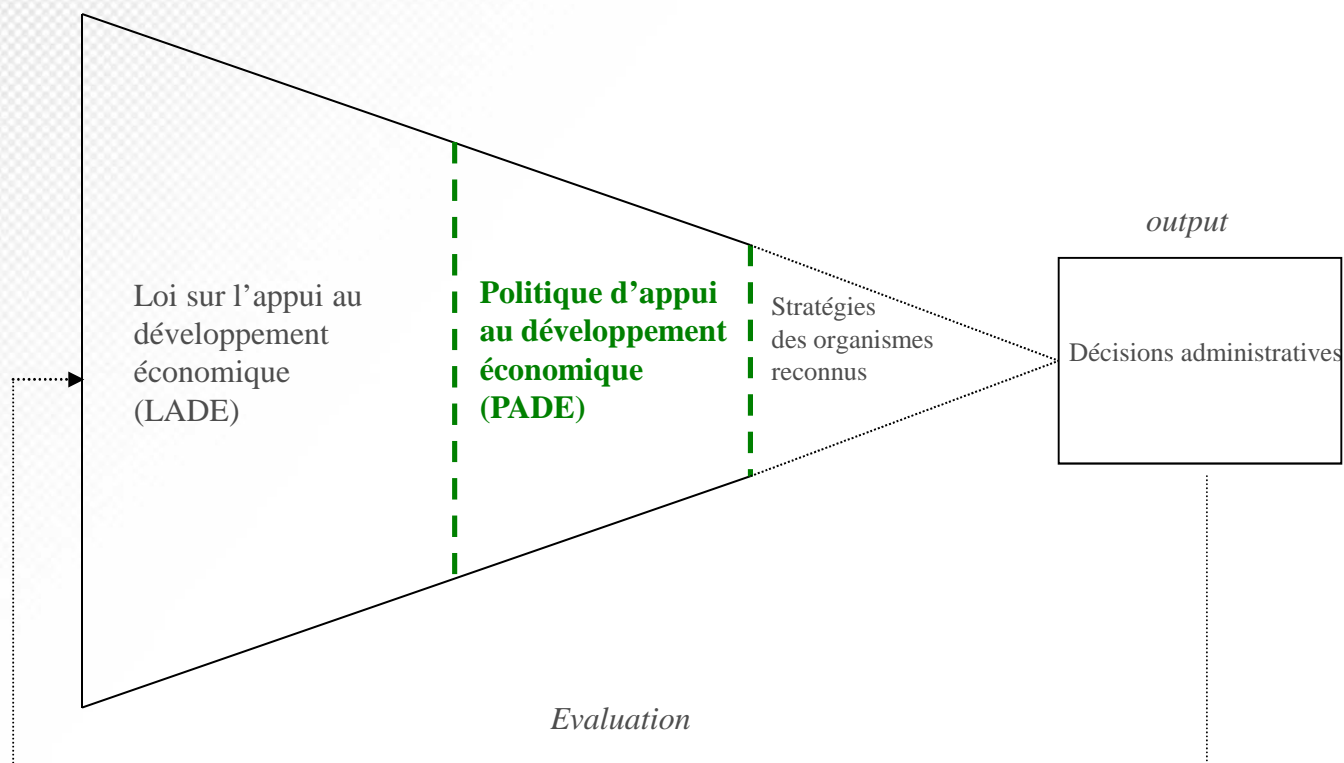 output
Loi sur l’appui au
développement
économique
(LADE)
Politique d’appui
au développement
économique
(PADE)
Stratégies
des organismes
reconnus
Décisions administratives
Evaluation